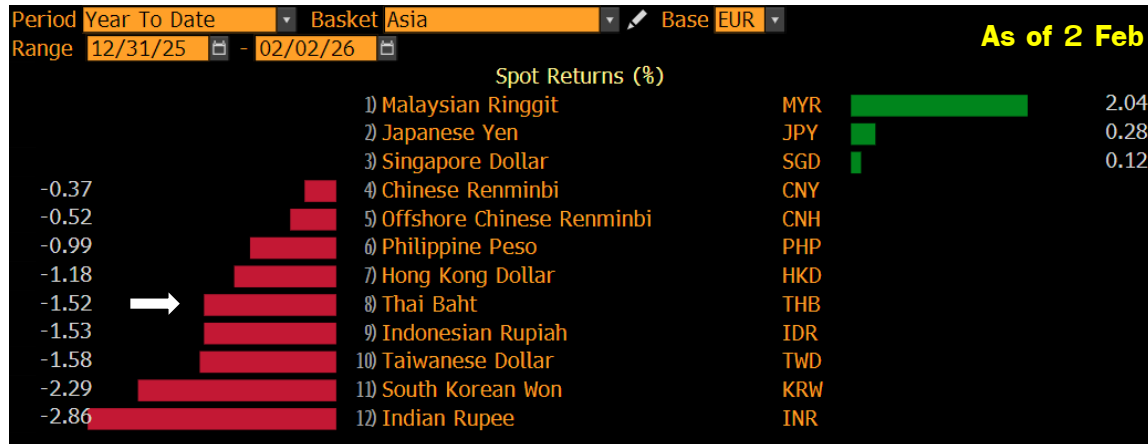 Period Year To Date Basket Asia Base EUR
Range 12/31/25 - 02/02/26
As of 2 Feb
Spot Returns (%)
1) Malaysian Ringgit MYR 2.04
2) Japanese Yen JPY 0.28
3) Singapore Dollar SGD 0.12
-0.37 4) Chinese Renminbi CNY
-0.52 5) Offshore Chinese Renminbi CNH
-0.99 6) Philippine Peso PHP
-1.18 7) Hong Kong Dollar HKD
-1.52 8) Thai Baht THB
-1.53 9) Indonesian Rupiah IDR
-1.58 10) Taiwanese Dollar TWD
-2.29 11) South Korean Won KRW
-2.86 12) Indian Rupee INR